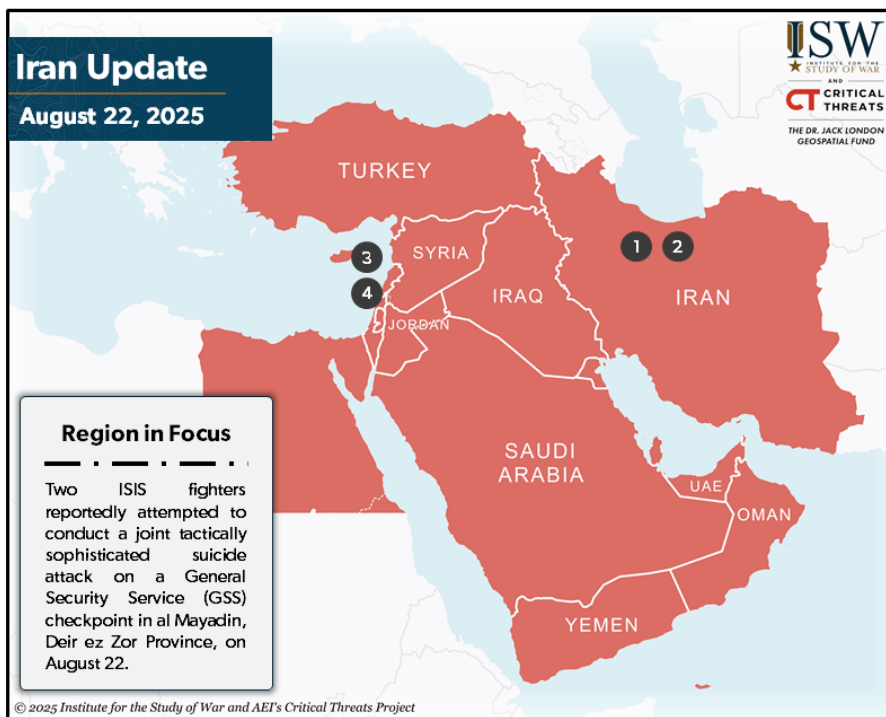 Iran Update
August 22, 2025
ISW
INSTITUTE FOR THE
STUDY OF WAR
AND
CT CRITICAL
THREATS
THE DR. JACK LONDON
GEOSPATIAL FUND
TURKEY
3
SYRIA
1
2
4
IRAQ
IRAN
JORDAN
SAUDI
ARABIA
UAE
OMAN
YEMEN
Region in Focus
Two ISIS fighters
reportedly attempted to
conduct a joint tactically
sophisticated suicide
attack on a General
Security Service (GSS)
checkpoint in al Mayadin,
Deir ez Zor Province, on
August 22.
© 2025 Institute for the Study of War and AEI's Critical Threats Project